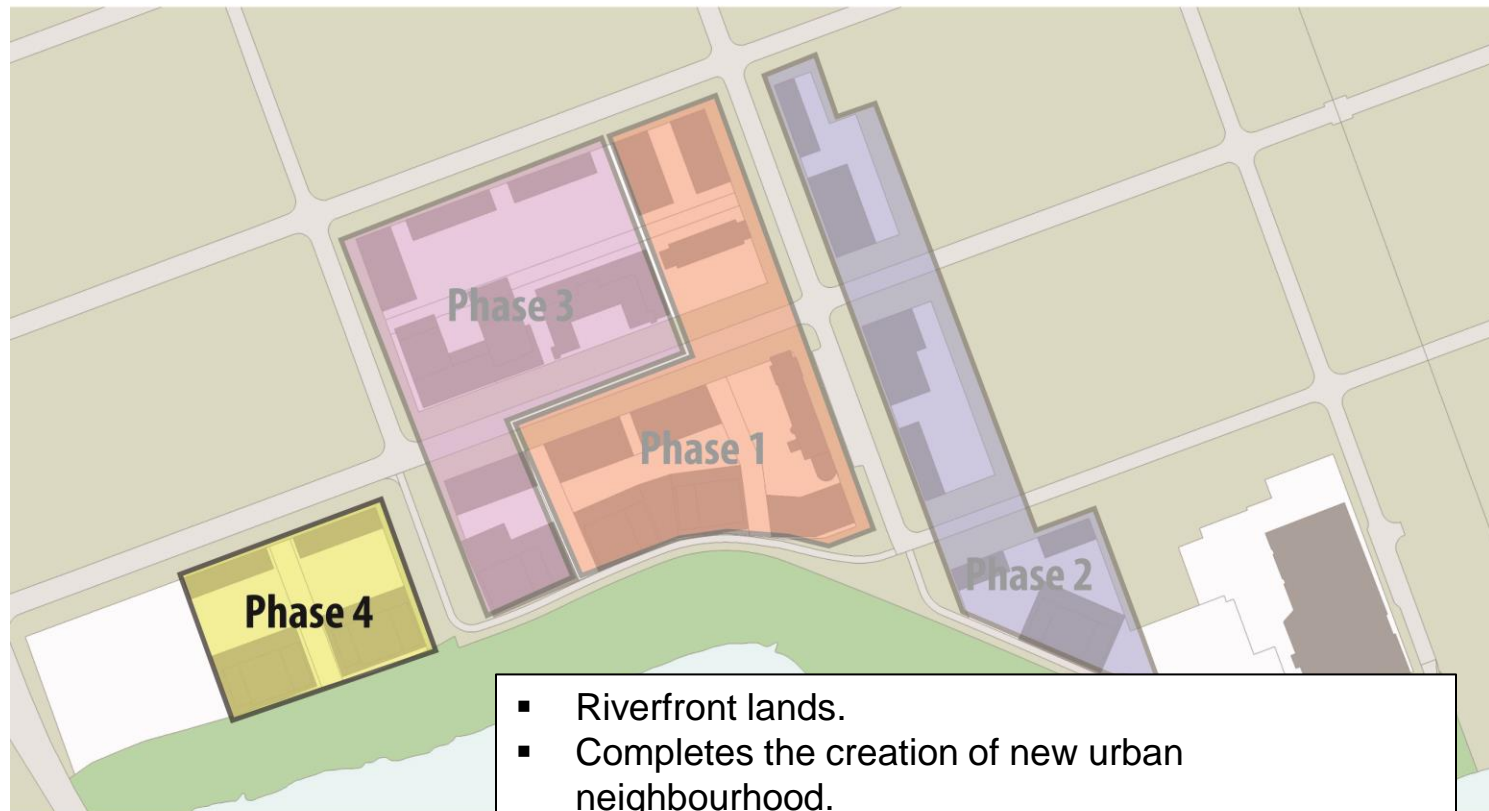 Phase 3
Phase 1
Phase 2
Phase 4
▪ Riverfront lands.
▪ Completes the creation of new urban
neighbourhood.